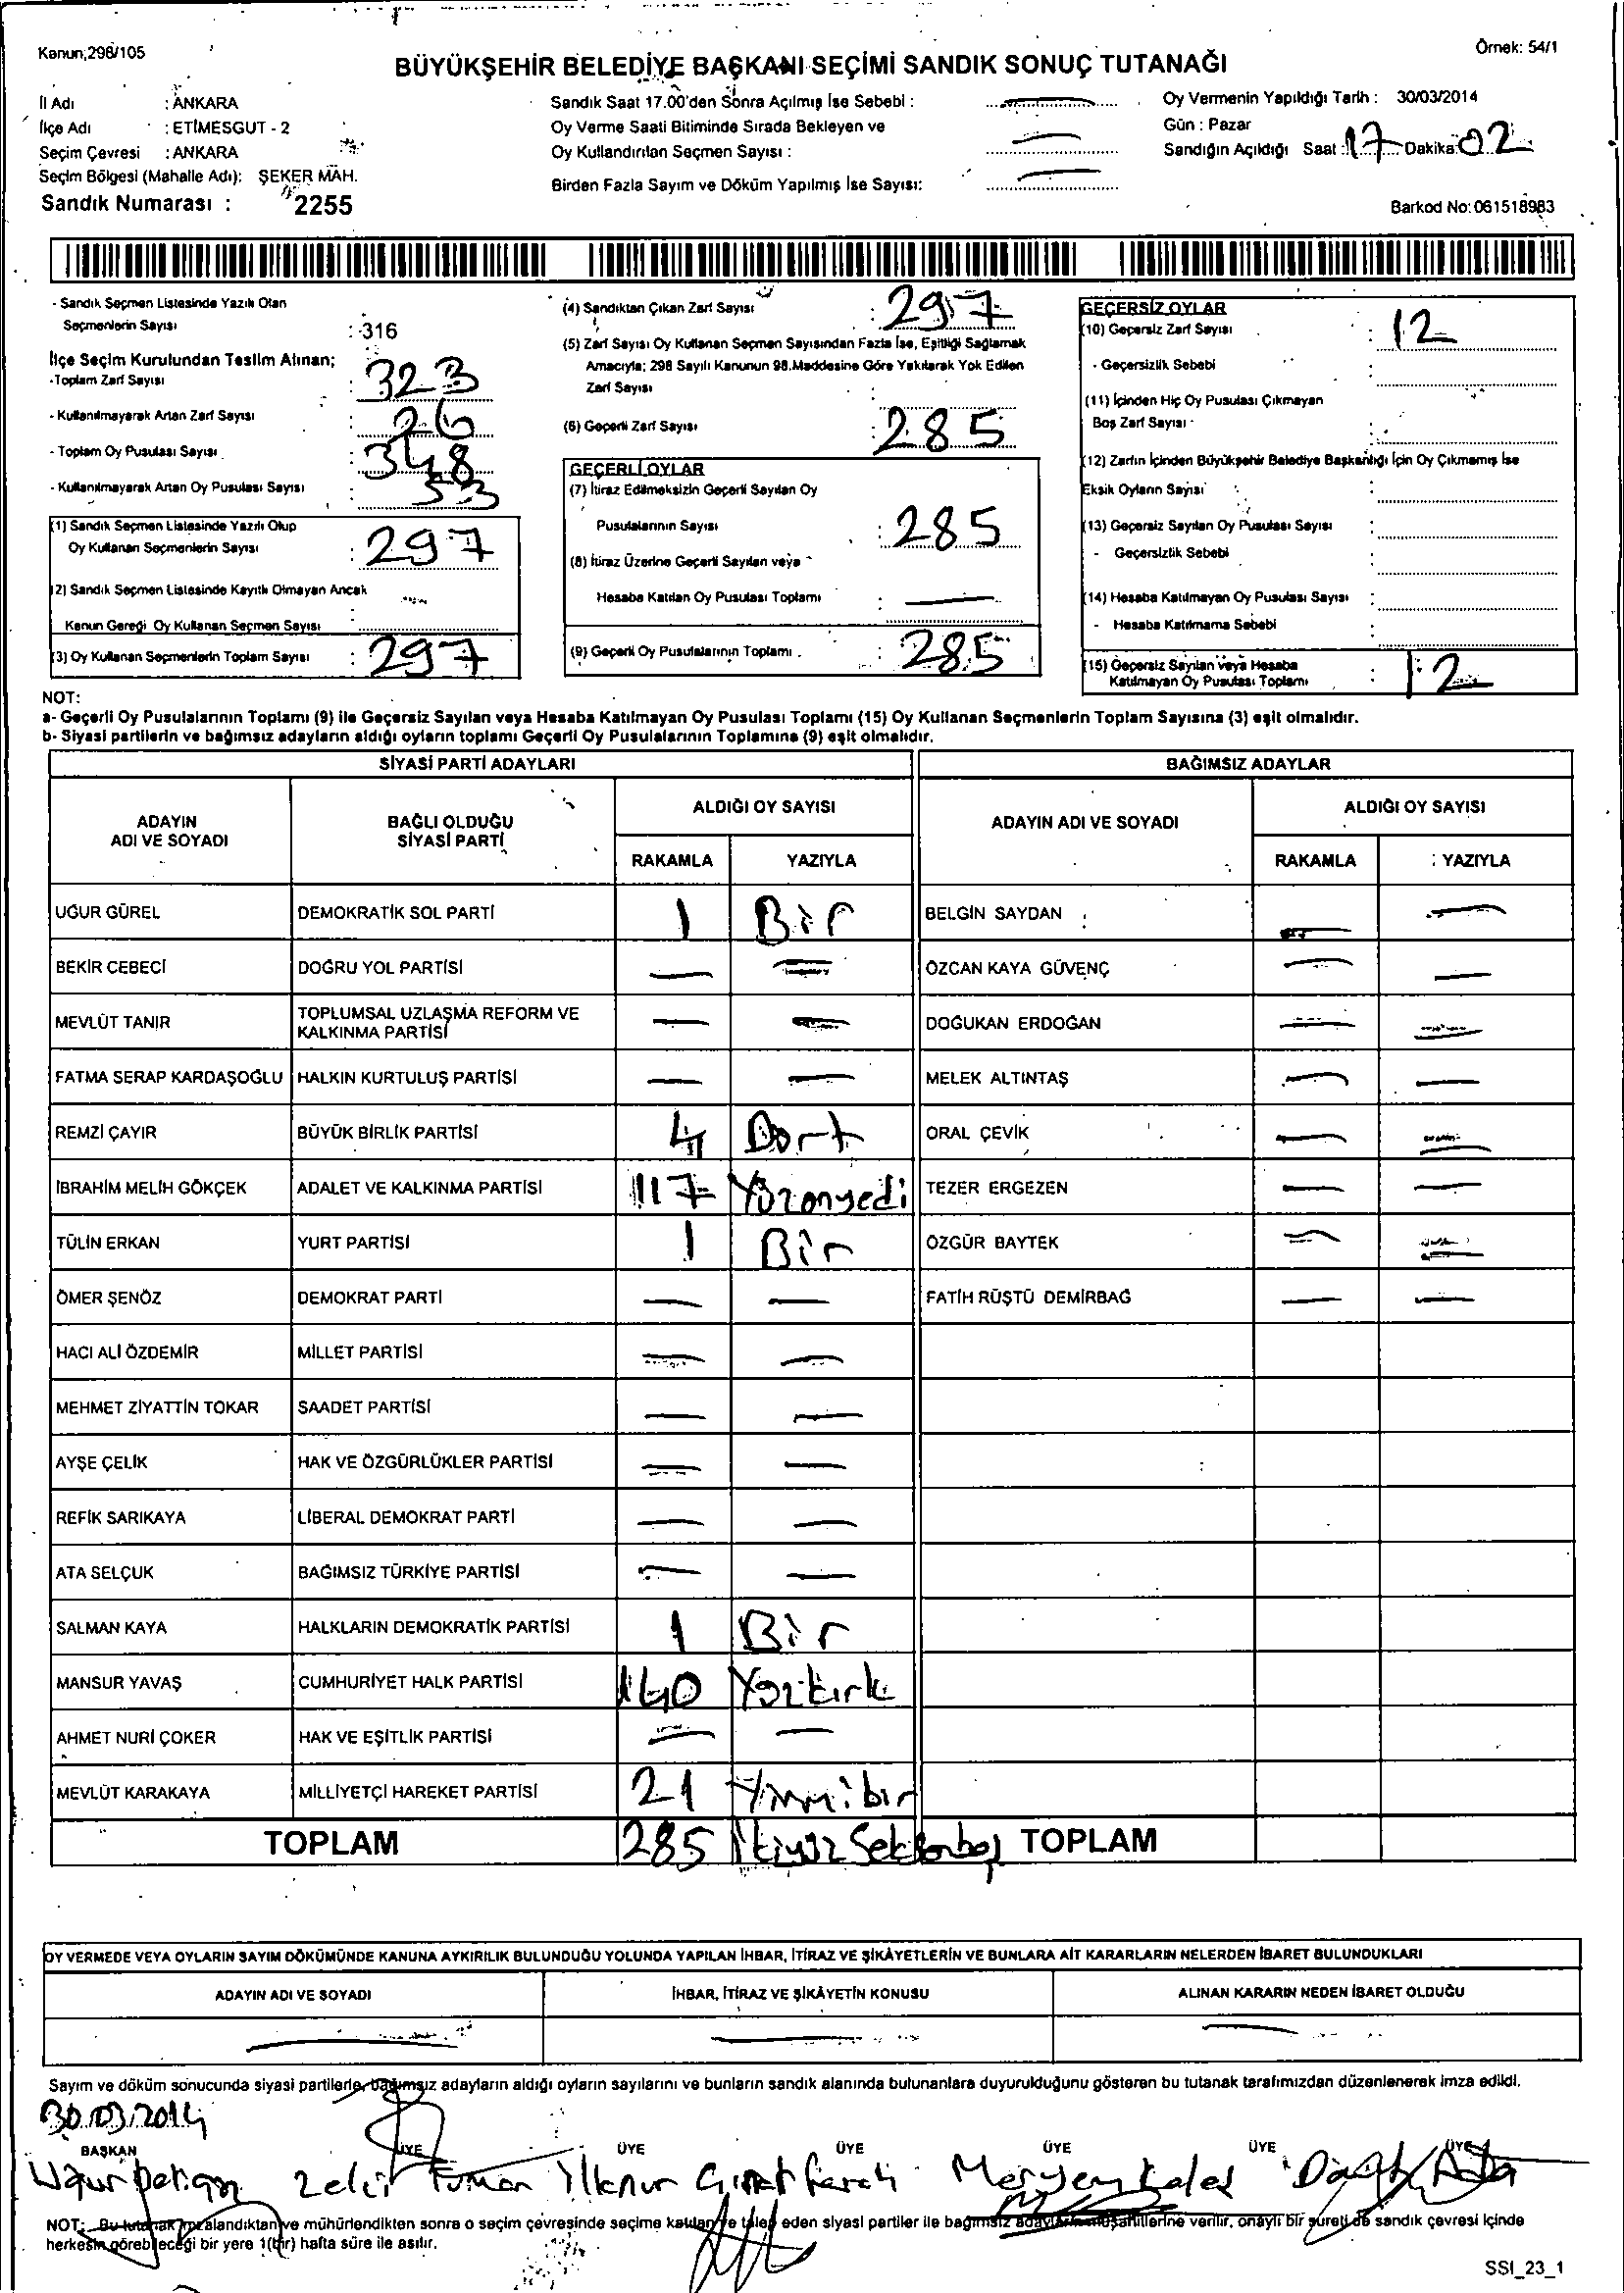 Kanun;298/105
Örnek: 54/1
BÜYÜKŞEHİR BELEDİYE BAŞKANI SEÇİMİ SANDIK SONUÇ TUTANAĞI
İl Adı : ANKARA
İlçe Adı : ETİMESGUT - 2
Seçim Çevresi : ANKARA
Seçim Bölgesi (Mahalle Adı): ŞEKER MAH.
Sandık Numarası : 2255
Sandık Saat 17.00'den Sonra Açılmış İse Sebebi :
Oy Verme Saati Bitiminde Sırada Bekleyen ve
Oy Kullandırılan Seçmen Sayısı :
Birden Fazla Sayım ve Döküm Yapılmış İse Sayısı:
Oy Vermenin Yapıldığı Tarih : 30/03/2014
Gün : Pazar
Sandığın Açıldığı Saat : 17 Dakika: 02
Barkod No: 061518983
- Sandık Seçmen Listesinde Yazılı Olan
Seçmenlerin Sayısı : 316
İlçe Seçim Kurulundan Teslim Alınan;
-Toplam Zarf Sayısı : 323
- Kullanılmayarak Artan Zarf Sayısı : 26
- Toplam Oy Pusulası Sayısı : 348
- Kullanılmayarak Artan Oy Pusulası Sayısı : 53
(1) Sandık Seçmen Listesinde Yazılı Olup
Oy Kullanan Seçmenlerin Sayısı : 297
(2) Sandık Seçmen Listesinde Kayıtlı Olmayan Ancak
Kanun Gereği Oy Kullanan Seçmen Sayısı :
(3) Oy Kullanan Seçmenlerin Toplam Sayısı : 297
(4) Sandıktan Çıkan Zarf Sayısı : 297
(5) Zarf Sayısı Oy Kullanan Seçmen Sayısından Fazla İse, Eşitliği Sağlamak
Amacıyla; 298 Sayılı Kanunun 98.Maddesine Göre Yakılarak Yok Edilen
Zarf Sayısı
(6) Geçerli Zarf Sayısı : 285
GEÇERLİ OYLAR
(7) İtiraz Edilmeksizin Geçerli Sayılan Oy
Pusulalarının Sayısı : 285
(8) İtiraz Üzerine Geçerli Sayılan veya
Hesaba Katılan Oy Pusulası Toplamı :
(9) Geçerli Oy Pusulalarının Toplamı : 285
GEÇERSİZ OYLAR
(10) Geçersiz Zarf Sayısı : 12
- Geçersizlik Sebebi
(11) İçinden Hiç Oy Pusulası Çıkmayan
Boş Zarf Sayısı
(12) Zarfın İçinden Büyükşehir Belediye Başkanlığı İçin Oy Çıkmamış İse
Eksik Oyların Sayısı :
(13) Geçersiz Sayılan Oy Pusulası Sayısı :
- Geçersizlik Sebebi :
(14) Hesaba Katılmayan Oy Pusulası Sayısı :
- Hesaba Katılmama Sebebi :
(15) Geçersiz Sayılan veya Hesaba
Katılmayan Oy Pusulası Toplamı : 12
NOT:
a- Geçerli Oy Pusulalarının Toplamı (9) ile Geçersiz Sayılan veya Hesaba Katılmayan Oy Pusulası Toplamı (15) Oy Kullanan Seçmenlerin Toplam Sayısına (3) eşit olmalıdır.
b- Siyasi partilerin ve bağımsız adayların aldığı oyların toplamı Geçerli Oy Pusulalarının Toplamına (9) eşit olmalıdır.
SİYASİ PARTİ ADAYLARI
BAĞIMSIZ ADAYLAR
ADAYIN
ADI VE SOYADI
BAĞLI OLDUĞU
SİYASİ PARTİ
ALDIĞI OY SAYISI
RAKAMLA YAZIYLA
ADAYIN ADI VE SOYADI
ALDIĞI OY SAYISI
RAKAMLA YAZIYLA
UĞUR GÜREL DEMOKRATİK SOL PARTİ 1 Bir BELGİN SAYDAN
BEKİR CEBECİ DOĞRU YOL PARTİSİ ÖZCAN KAYA GÜVENÇ
MEVLÜT TANIR TOPLUMSAL UZLAŞMA REFORM VE
KALKINMA PARTİSİ DOĞUKAN ERDOĞAN
FATMA SERAP KARDAŞOĞLU HALKIN KURTULUŞ PARTİSİ MELEK ALTINTAŞ
REMZİ ÇAYIR BÜYÜK BİRLİK PARTİSİ 4 Dort ORAL ÇEVİK
İBRAHİM MELİH GÖKÇEK ADALET VE KALKINMA PARTİSİ 117 Yüzonyedi TEZER ERGEZEN
TÜLİN ERKAN YURT PARTİSİ 1 Bir ÖZGÜR BAYTEK
ÖMER ŞENÖZ DEMOKRAT PARTİ FATİH RÜŞTÜ DEMİRBAĞ
HACI ALİ ÖZDEMİR MİLLET PARTİSİ
MEHMET ZİYATTİN TOKAR SAADET PARTİSİ
AYŞE ÇELİK HAK VE ÖZGÜRLÜKLER PARTİSİ
REFİK SARIKAYA LİBERAL DEMOKRAT PARTİ
ATA SELÇUK BAĞIMSIZ TÜRKİYE PARTİSİ
SALMAN KAYA HALKLARIN DEMOKRATİK PARTİSİ 1 Bir
MANSUR YAVAŞ CUMHURİYET HALK PARTİSİ 140 Yüzkırk
AHMET NURİ ÇOKER HAK VE EŞİTLİK PARTİSİ
MEVLÜT KARAKAYA MİLLİYETÇİ HAREKET PARTİSİ 21 Yirmibir
TOPLAM 285 İkiyüz Seksenbeş TOPLAM
OY VERMEDE VEYA OYLARIN SAYIM DÖKÜMÜNDE KANUNA AYKIRILIK BULUNDUĞU YOLUNDA YAPILAN İHBAR, İTİRAZ VE ŞİKÂYETLERİN VE BUNLARA AİT KARARLARIN NELERDEN İBARET BULUNDUKLARI
ADAYIN ADI VE SOYADI İHBAR, İTİRAZ VE ŞİKÂYETİN KONUSU ALINAN KARARIN NEDEN İBARET OLDUĞU
Sayım ve döküm sonucunda siyasi partilerle, bağımsız adayların aldığı oyların sayılarını ve bunların sandık alanında bulunanlara duyurulduğunu gösteren bu tutanak tarafımızdan düzenlenerek imza edildi.
30.03.2014
BAŞKAN ÜYE ÜYE ÜYE ÜYE ÜYE ÜYE
Uğur Zeki İlknur Meryem
NOT: Bu tutanak imzalandıktan ve mühürlendikten sonra o seçim çevresinde seçime katılan ve talep eden siyasi partiler ile bağımsız adayların müşahitlerine verilir, onaylı bir sureti de sandık çevresi içinde
herkesin görebileceği bir yere 1(bir) hafta süre ile asılır.
SSI_23_1